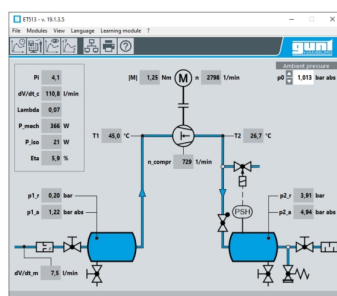 ET513 - v. 19.1.3.5
File Modules View Language Learning module ?
gunt
Ambient pressure
p0 1,013 bar abs
Pi 4,1
dV/dt_c 110,8 l/min
Lambda 0,07
P_mech 366 W
P_iso 21 W
Eta 5,9 %
|M| 1,25 Nm M n 2798 1/min
T1 45,0 °C
T2 26,7 °C
n_compr 729 1/min
p1_r 0,20 bar
p1_a 1,22 bar abs
PSH
p2_r 3,91 bar
p2_a 4,94 bar abs
dV/dt_m 7,5 l/min